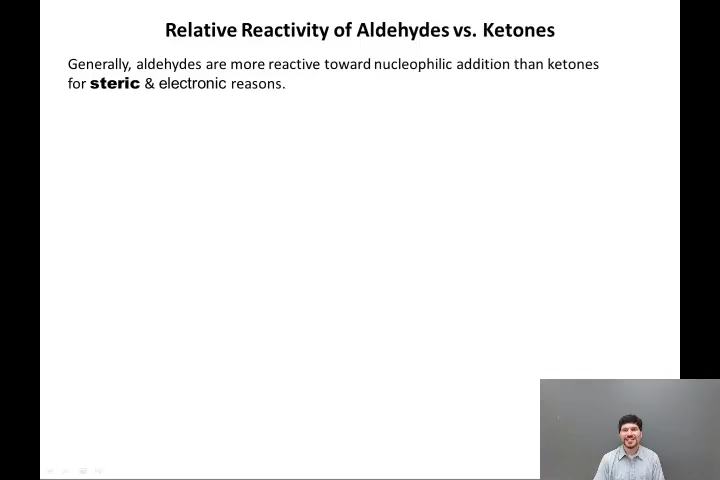 Relative Reactivity of Aldehydes vs. Ketones
Generally, aldehydes are more reactive toward nucleophilic addition than ketones
for steric & electronic reasons.